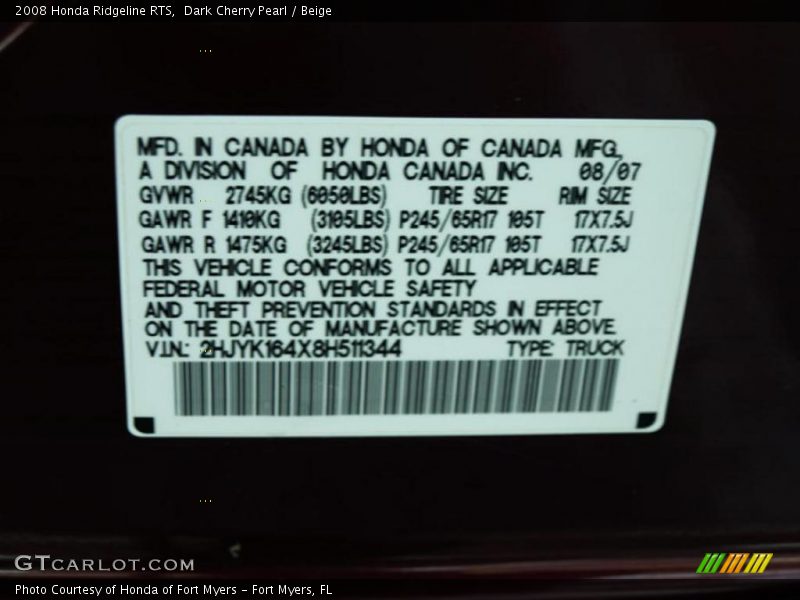 2008 Honda Ridgeline RTS,  Dark Cherry Pearl / Beige
MFD. IN CANADA BY HONDA OF CANADA MFG.,
A DIVISION OF HONDA CANADA INC. 08/07
GVWR 2745KG (6050LBS) TIRE SIZE RIM SIZE
GAWR F 1410KG (3105LBS) P245/65R17 105T 17X7.5J
GAWR R 1475KG (3245LBS) P245/65R17 105T 17X7.5J
THIS VEHICLE CONFORMS TO ALL APPLICABLE
FEDERAL MOTOR VEHICLE SAFETY
AND THEFT PREVENTION STANDARDS IN EFFECT
ON THE DATE OF MANUFACTURE SHOWN ABOVE.
V.I.N.: 2HJYK164X8H511344 TYPE: TRUCK
GTCARLOT.COM
Photo Courtesy of Honda of Fort Myers - Fort Myers, FL